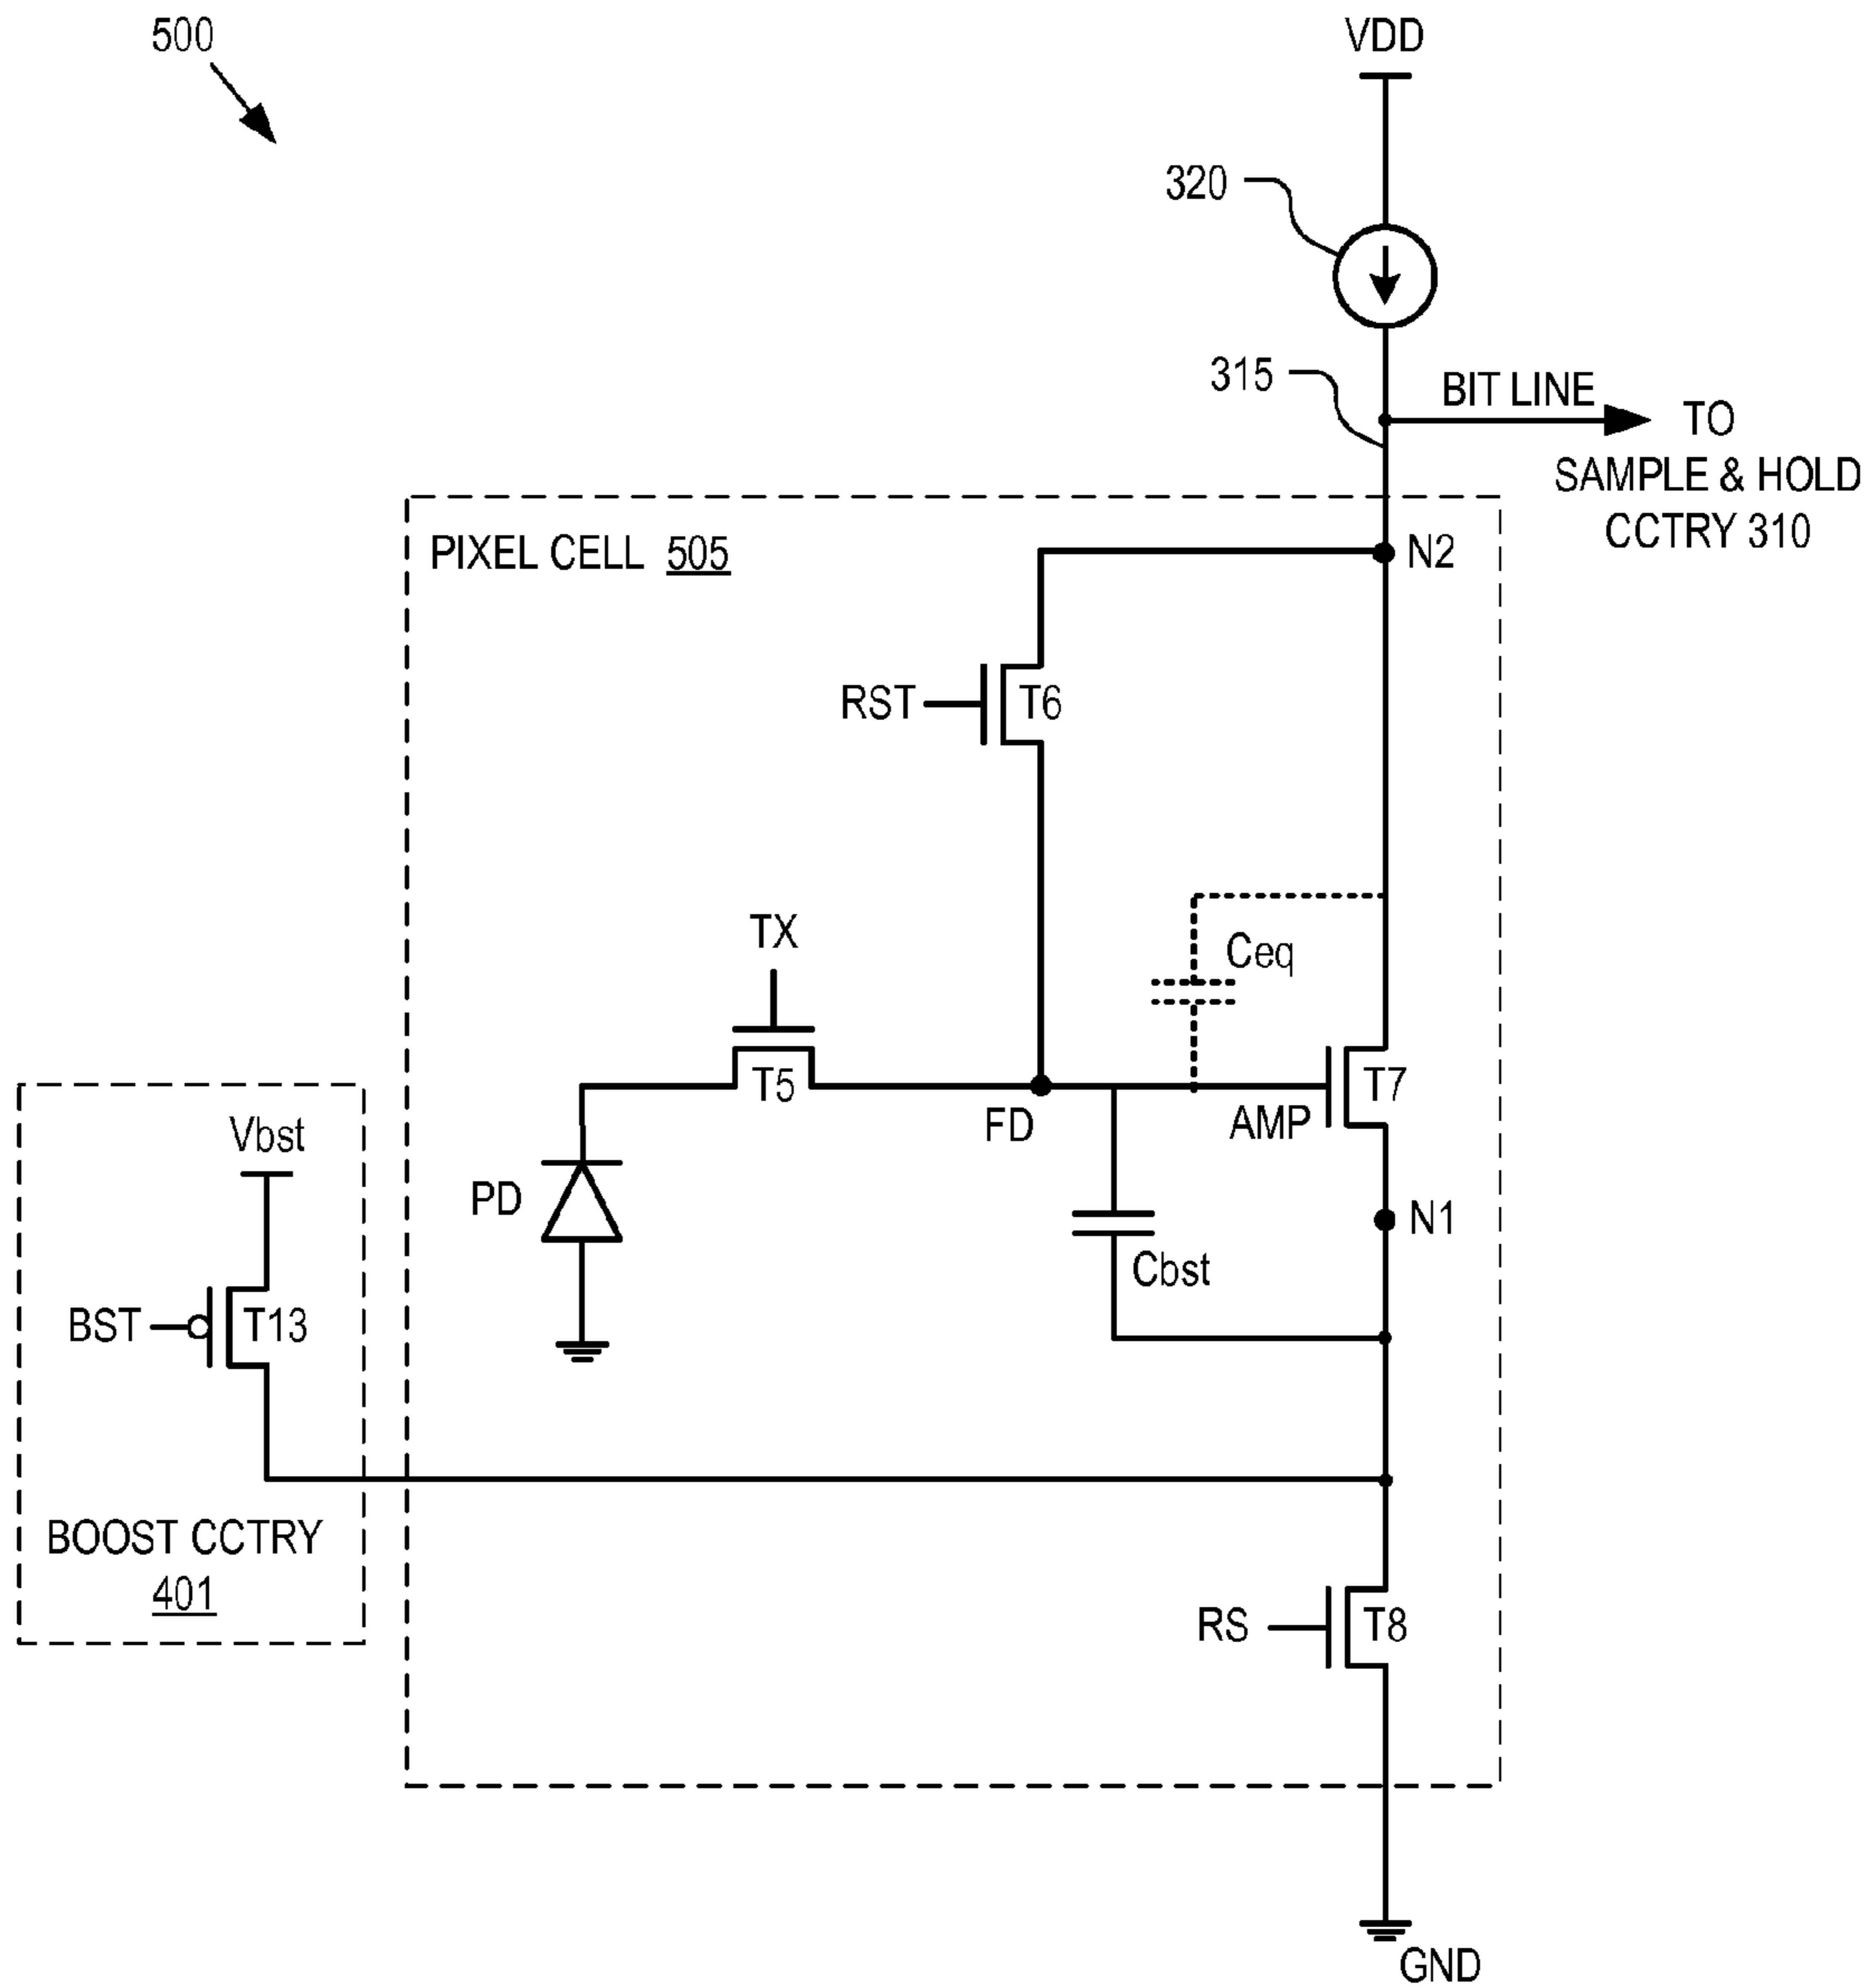 500
VDD
320
315
BIT LINE
TO
SAMPLE & HOLD
CCTRY 310
PIXEL CELL 505
N2
RST
T6
TX
Ceq
T5
T7
FD
AMP
Vbst
PD
N1
Cbst
BST
T13
BOOST CCTRY
401
RS
T8
GND